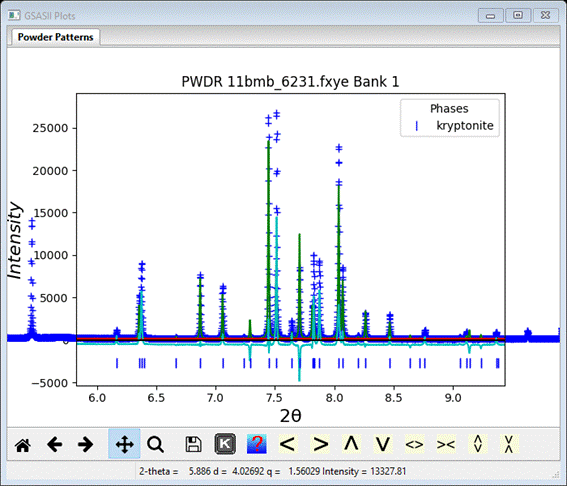 GSASII Plots
Powder Patterns
PWDR 11bmb_6231.fxye Bank 1
Phases
kryptonite
25000
20000
15000
10000
5000
0
−5000
Intensity
6.0 6.5 7.0 7.5 8.0 8.5 9.0
2θ
K ? < > <> ><
2-theta = 5.886 d = 4.02692 q = 1.56029 Intensity = 13327.81